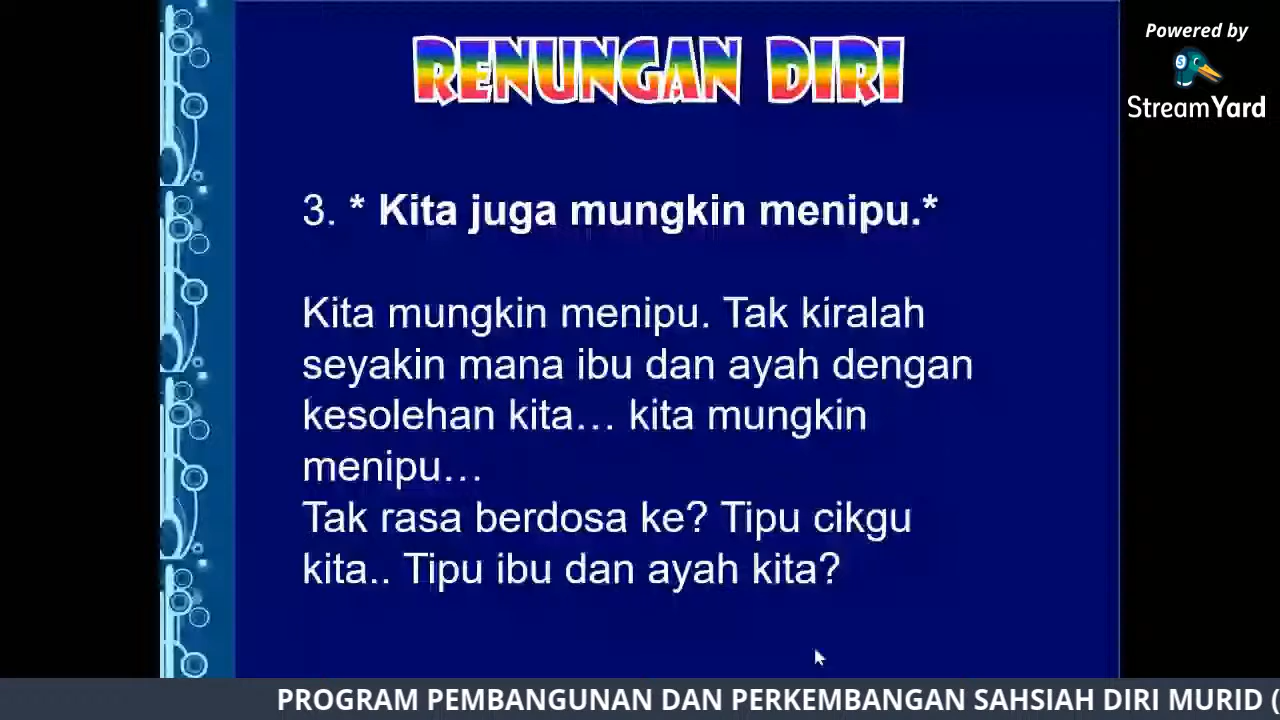 RENUNGAN DIRI
Powered by
StreamYard
3. * Kita juga mungkin menipu.*
Kita mungkin menipu. Tak kiralah
seyakin mana ibu dan ayah dengan
kesolehan kita... kita mungkin
menipu...
Tak rasa berdosa ke? Tipu cikgu
kita.. Tipu ibu dan ayah kita?
PROGRAM PEMBANGUNAN DAN PERKEMBANGAN SAHSIAH DIRI MURID (